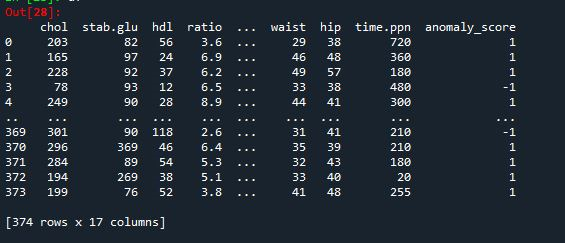 Out[28]:
chol stab.glu hdl ratio ... waist hip time.ppn anomaly_score
0 203 82 56 3.6 ... 29 38 720 1
1 165 97 24 6.9 ... 46 48 360 1
2 228 92 37 6.2 ... 49 57 180 1
3 78 93 12 6.5 ... 33 38 480 -1
4 249 90 28 8.9 ... 44 41 300 1
.. ... ... ... ... ... ... ... ... ...
369 301 90 118 2.6 ... 31 41 210 -1
370 296 369 46 6.4 ... 35 39 210 1
371 284 89 54 5.3 ... 32 43 180 1
372 194 269 38 5.1 ... 33 40 20 1
373 199 76 52 3.8 ... 41 48 255 1
[374 rows x 17 columns]